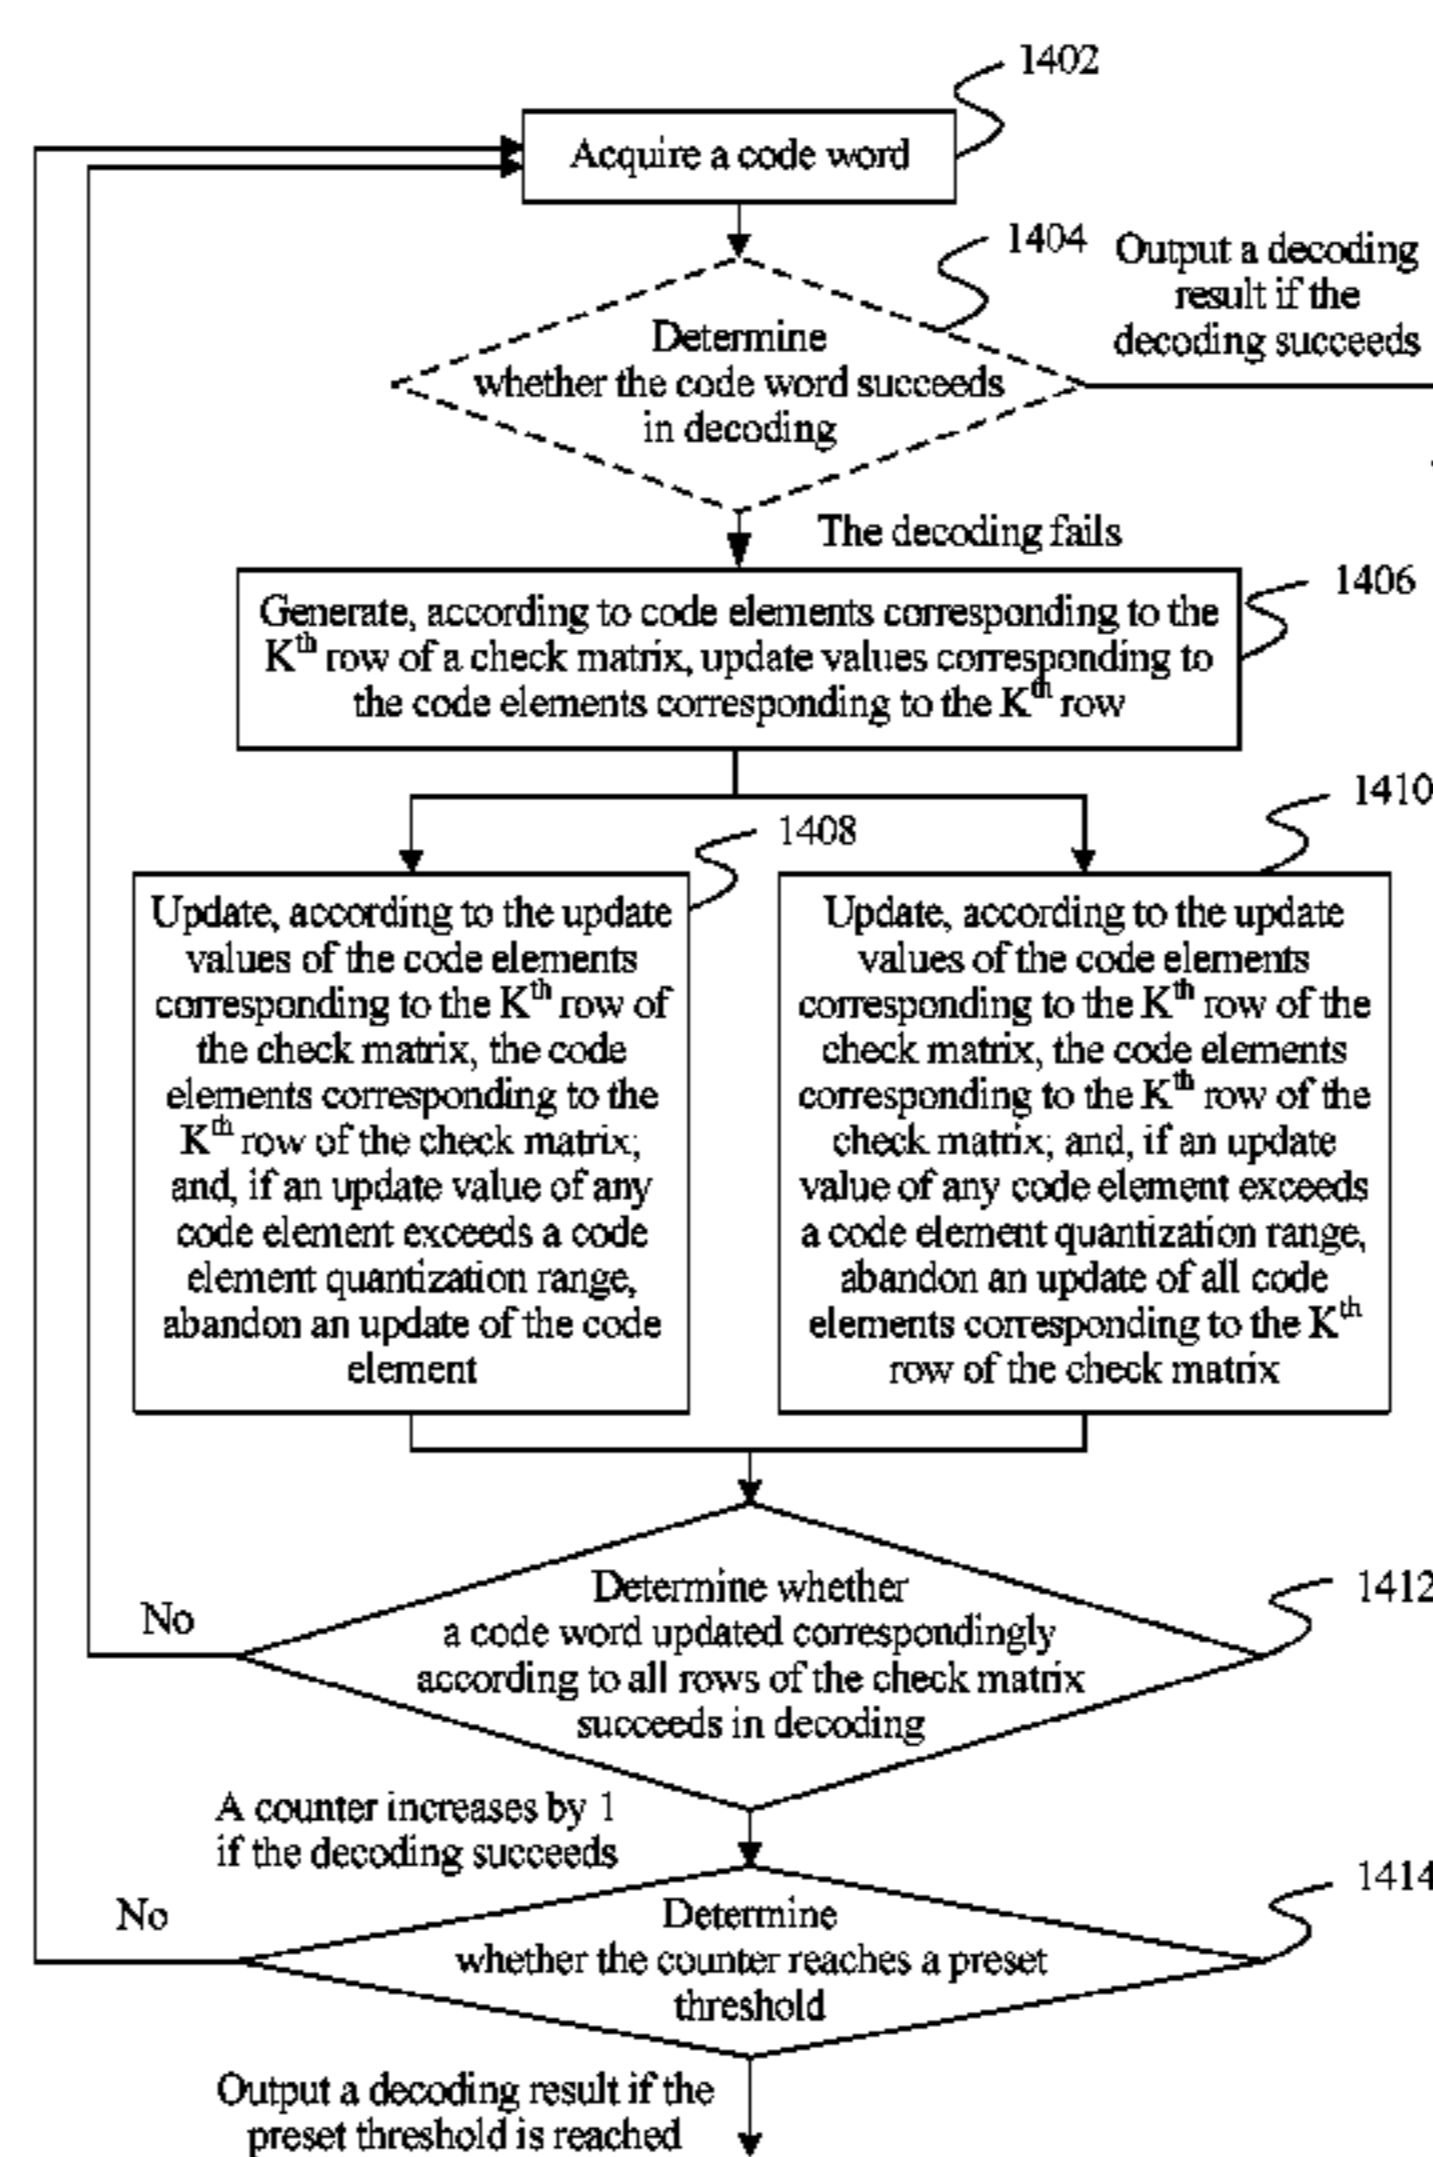 1402
Acquire a code word
1404
Output a decoding
result if the
decoding succeeds
Determine
whether the code word succeeds
in decoding
The decoding fails
1406
Generate, according to code elements corresponding to the
Kth row of a check matrix, update values corresponding to
the code elements corresponding to the Kth row
1408
1410
Update, according to the update
values of the code elements
corresponding to the Kth row of
the check matrix, the code
elements corresponding to the
Kth row of the check matrix;
and, if an update value of any
code element exceeds a code
element quantization range,
abandon an update of the code
element
Update, according to the update
values of the code elements
corresponding to the Kth row of the
check matrix, the code elements
corresponding to the Kth row of the
check matrix; and, if an update
value of any code element exceeds
a code element quantization range,
abandon an update of all code
elements corresponding to the Kth
row of the check matrix
1412
No
Determine whether
a code word updated correspondingly
according to all rows of the check matrix
succeeds in decoding
A counter increases by 1
if the decoding succeeds
1414
No
Determine
whether the counter reaches a preset
threshold
Output a decoding result if the
preset threshold is reached